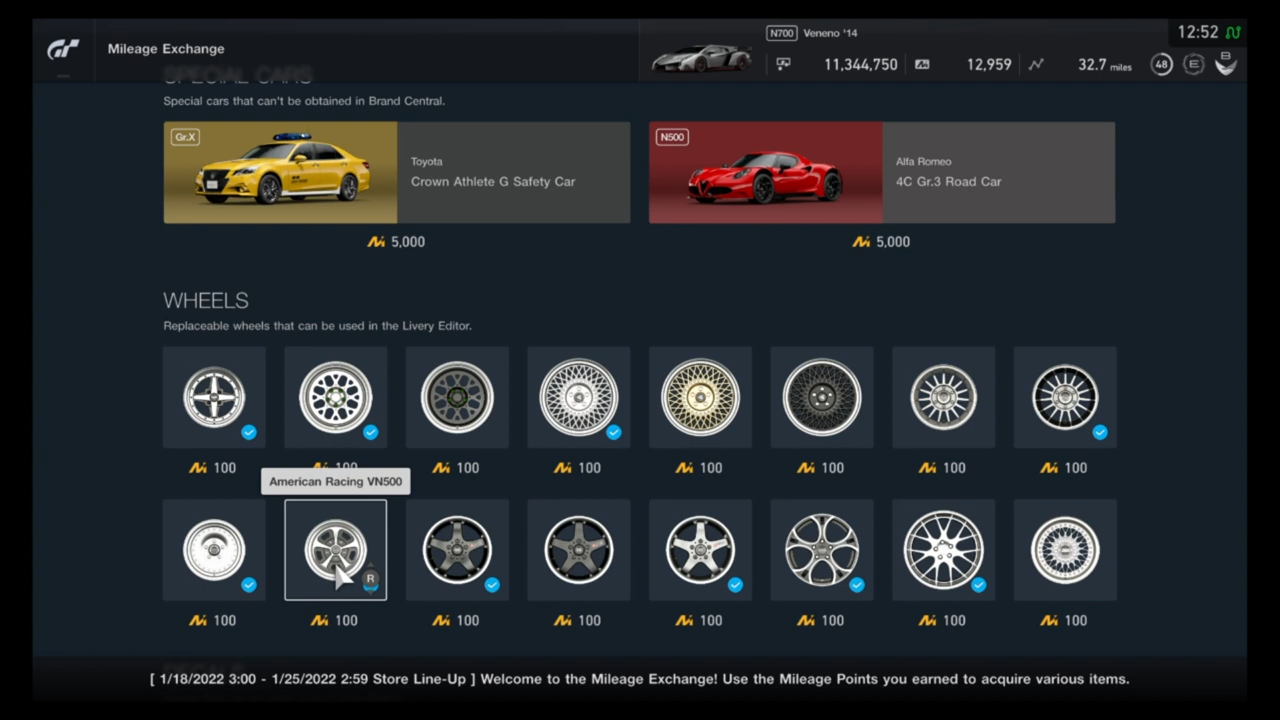 Mileage Exchange
N700 Veneno '14
11,344,750
12,959
32.7 miles
48
E
B
12:52
SPECIAL CARS
Special cars that can't be obtained in Brand Central.
Gr.X
Toyota
Crown Athlete G Safety Car
5,000
N500
Alfa Romeo
4C Gr.3 Road Car
5,000
WHEELS
Replaceable wheels that can be used in the Livery Editor.
100
100
100
100
100
100
100
100
American Racing VN500
R
100
100
100
100
100
100
100
100
DECALS
[ 1/18/2022 3:00 - 1/25/2022 2:59 Store Line-Up ] Welcome to the Mileage Exchange! Use the Mileage Points you earned to acquire various items.